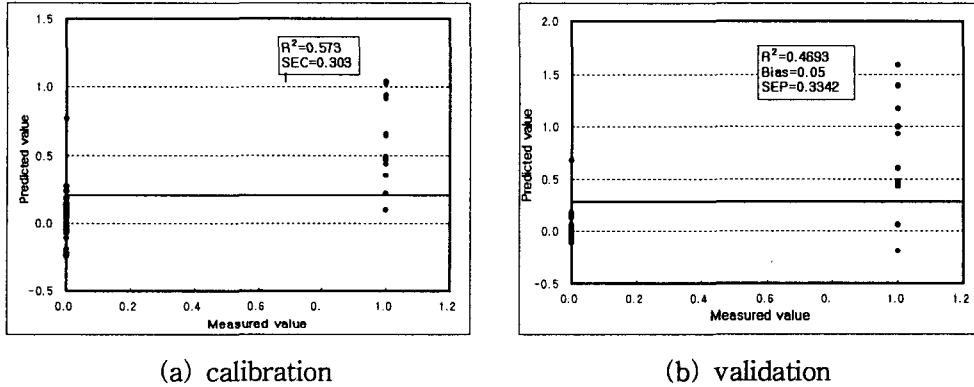 1.5
1.0
0.5
0.0
-0.5
Predicted value
R²=0.573
SEC=0.303
0.0 0.2 0.4 0.6 0. 1.0 1.2
Measured value
(a) calibration
2.0
1.5
1.0
0.5
0.0
-0.5
Predicted value
R²=0.4693
Bias=0.05
SEP=0.3342
0.0 0.2 0.4 0.6 0. 1.0 1.2
Measured value
(b) validation